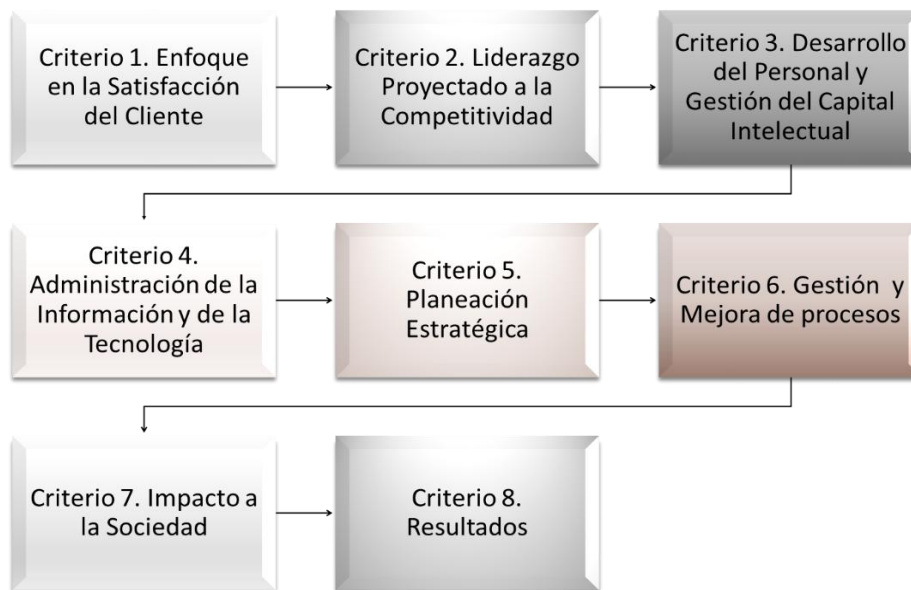 Criterio 1. Enfoque
en la Satisfacción
del Cliente
Criterio 2. Liderazgo
Proyectado a la
Competitividad
Criterio 3. Desarrollo
del Personal y
Gestión del Capital
Intelectual
Criterio 4.
Administración de la
Información y de la
Tecnología
Criterio 5.
Planeación
Estratégica
Criterio 6. Gestión y
Mejora de procesos
Criterio 7. Impacto a
la Sociedad
Criterio 8.
Resultados